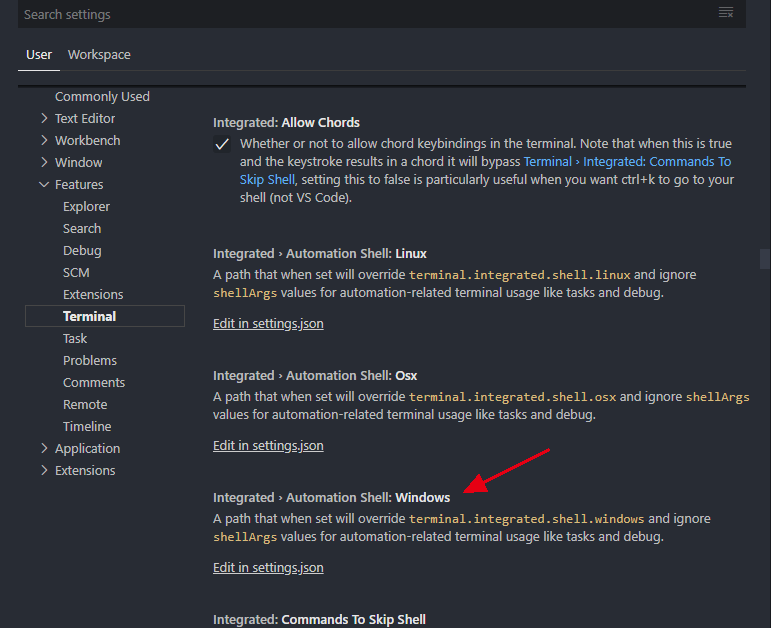 Search settings
User
Workspace
Commonly Used
Text Editor
Workbench
Window
Features
Explorer
Search
Debug
SCM
Extensions
Terminal
Task
Problems
Comments
Remote
Timeline
Application
Extensions
Integrated: Allow Chords
Whether or not to allow chord keybindings in the terminal. Note that when this is true
and the keystroke results in a chord it will bypass Terminal › Integrated: Commands To
Skip Shell, setting this to false is particularly useful when you want ctrl+k to go to your
shell (not VS Code).
Integrated › Automation Shell: Linux
A path that when set will override terminal.integrated.shell.linux and ignore
shellArgs values for automation-related terminal usage like tasks and debug.
Edit in settings.json
Integrated › Automation Shell: Osx
A path that when set will override terminal.integrated.shell.osx and ignore shellArgs
values for automation-related terminal usage like tasks and debug.
Edit in settings.json
Integrated › Automation Shell: Windows
A path that when set will override terminal.integrated.shell.windows and ignore
shellArgs values for automation-related terminal usage like tasks and debug.
Edit in settings.json
Integrated: Commands To Skip Shell